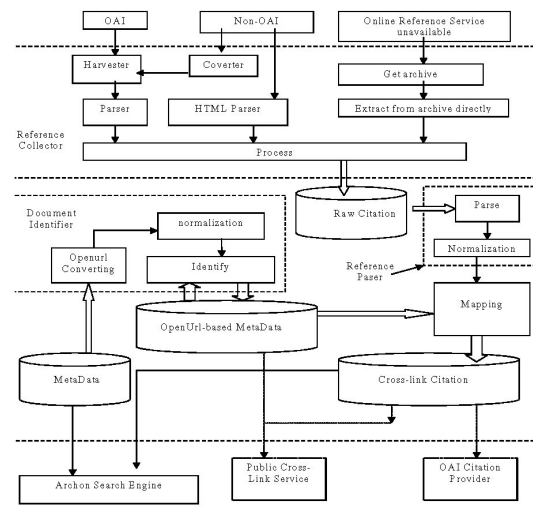 OAI
Non-OAI
Online Reference Service
unavailable
Harvester
Coverter
Get archive
Parser
HTML Parser
Extract from archive directly
Reference
Collector
Process
Raw Citation
Parse
Document
Identifier
normalization
Openurl
Converting
Identify
Normalization
Reference
Paser
Mapping
OpenUrl-based MetaData
MetaData
Cross-link Citation
Archon Search Engine
Public Cross-
Link Service
OAI Citation
Provider